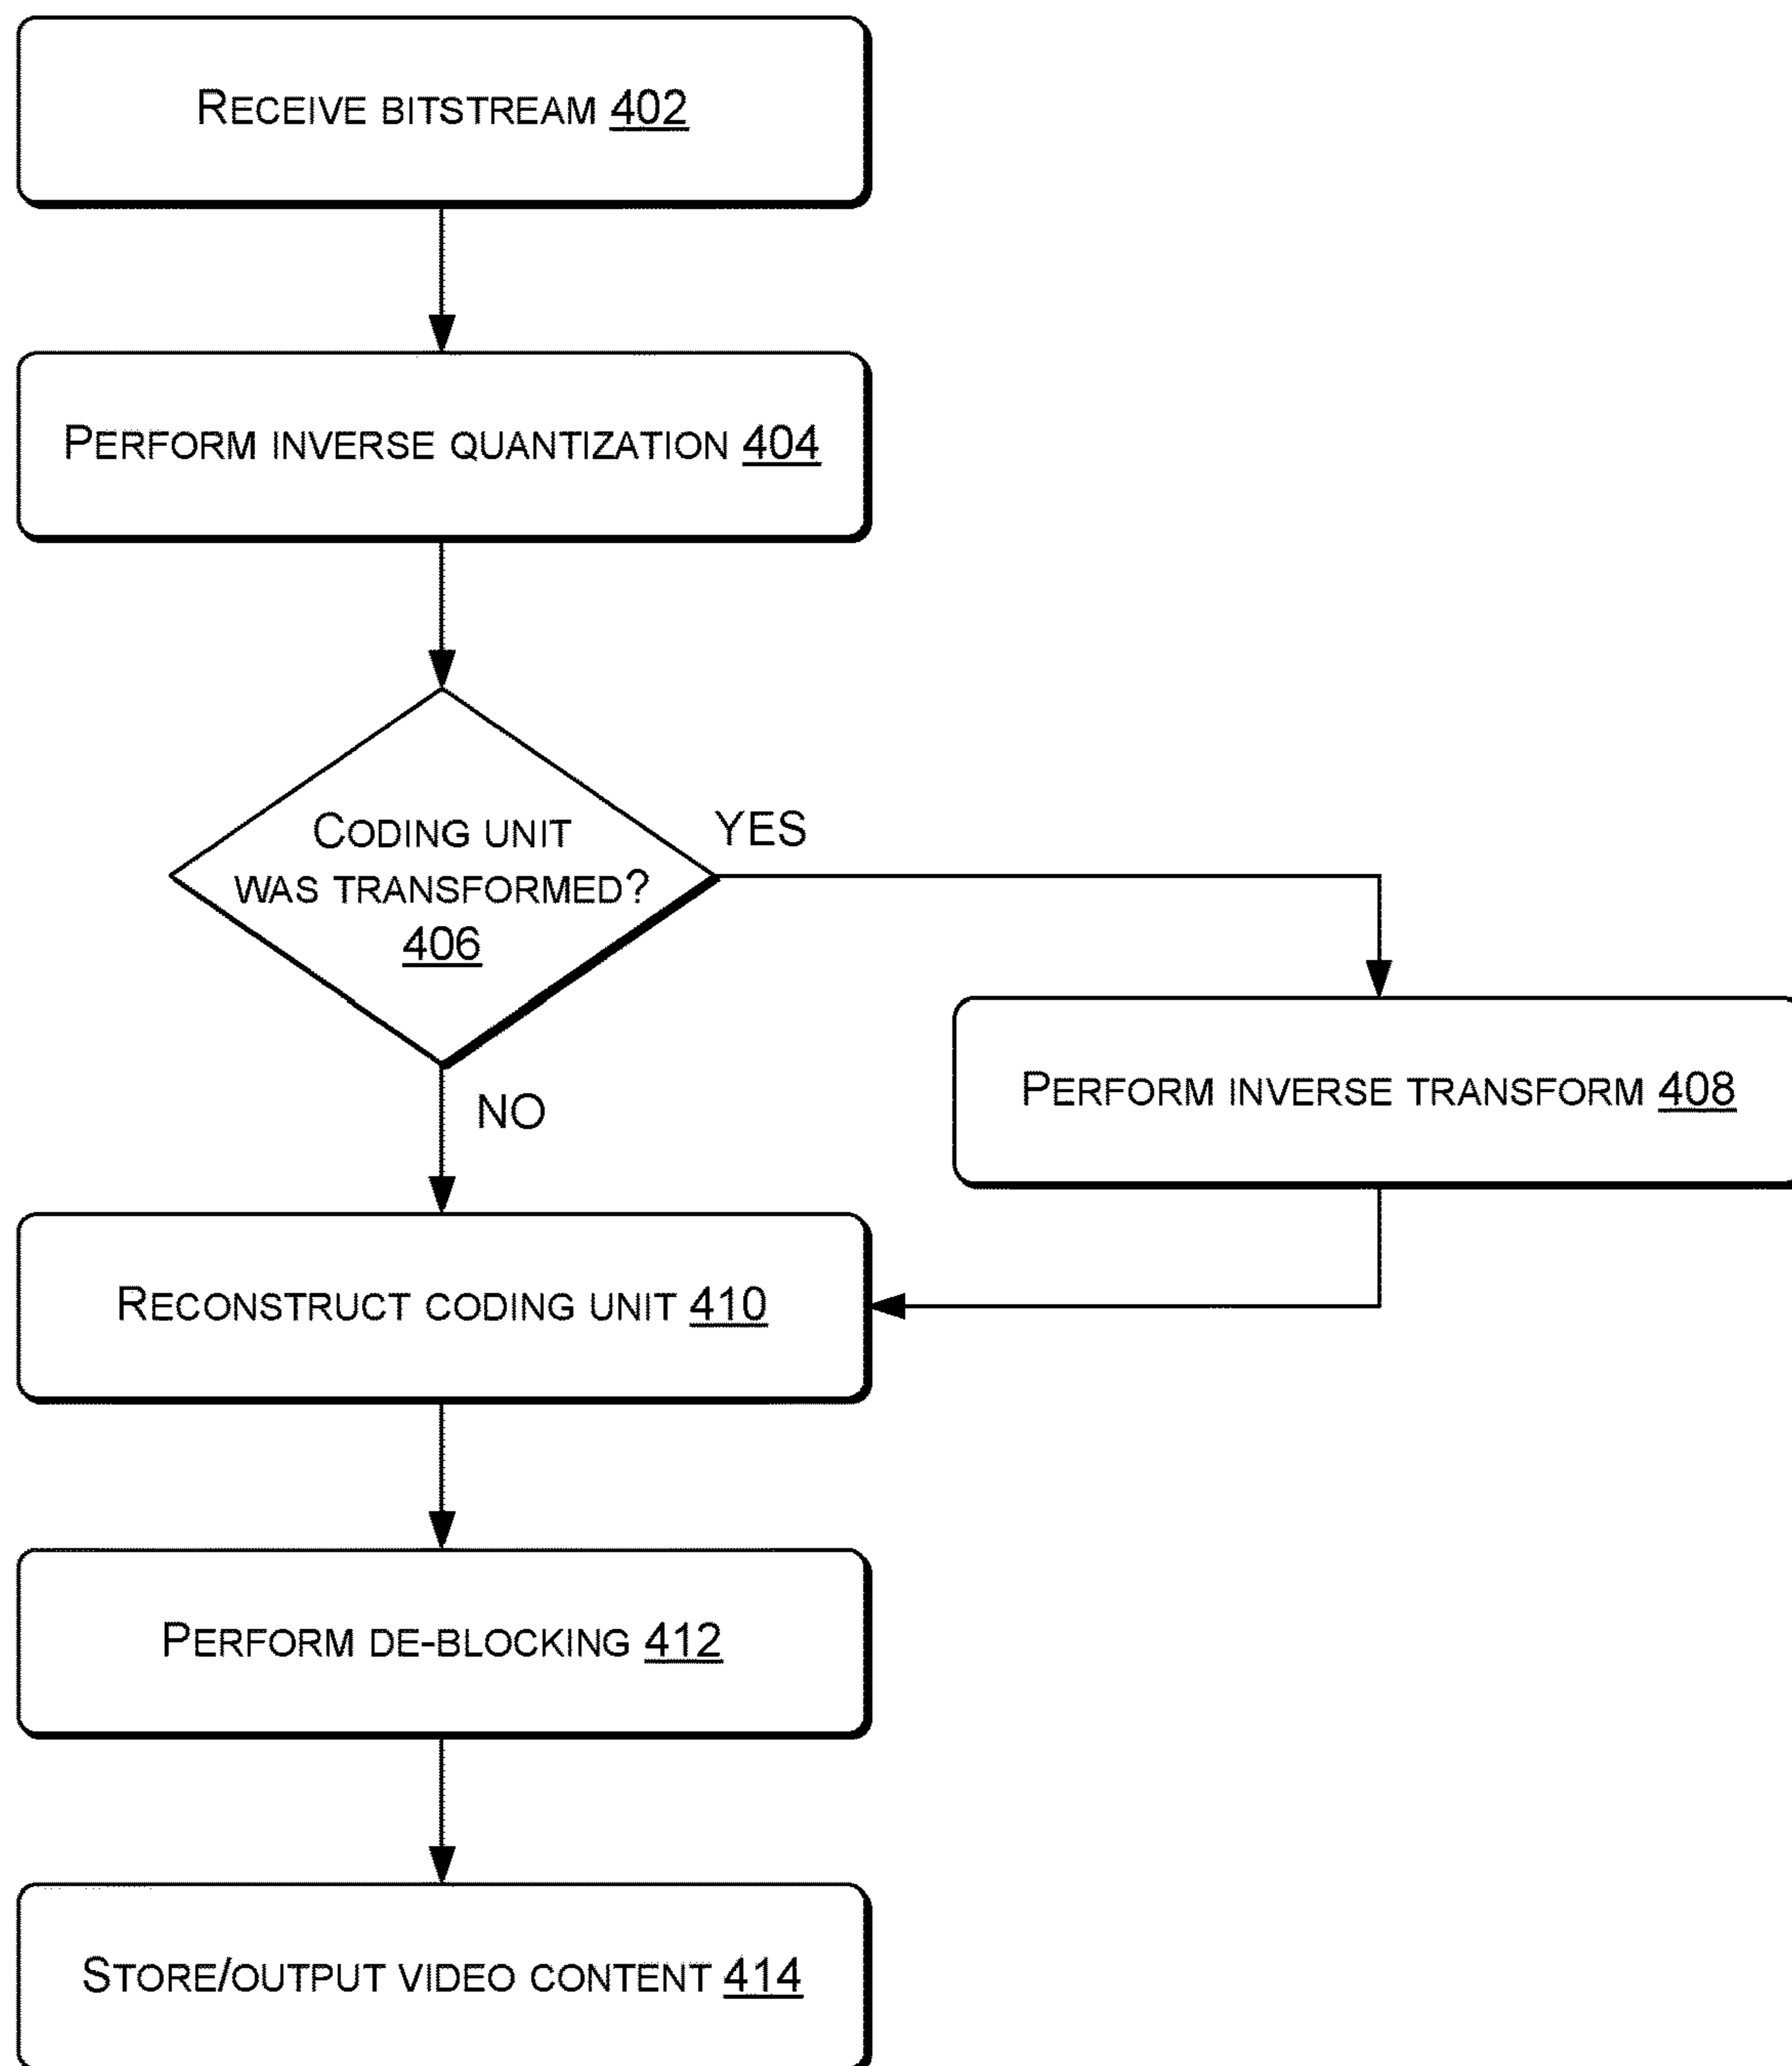 RECEIVE BITSTREAM 402
PERFORM INVERSE QUANTIZATION 404
CODING UNIT
WAS TRANSFORMED?
406
YES
NO
PERFORM INVERSE TRANSFORM 408
RECONSTRUCT CODING UNIT 410
PERFORM DE-BLOCKING 412
STORE/OUTPUT VIDEO CONTENT 414